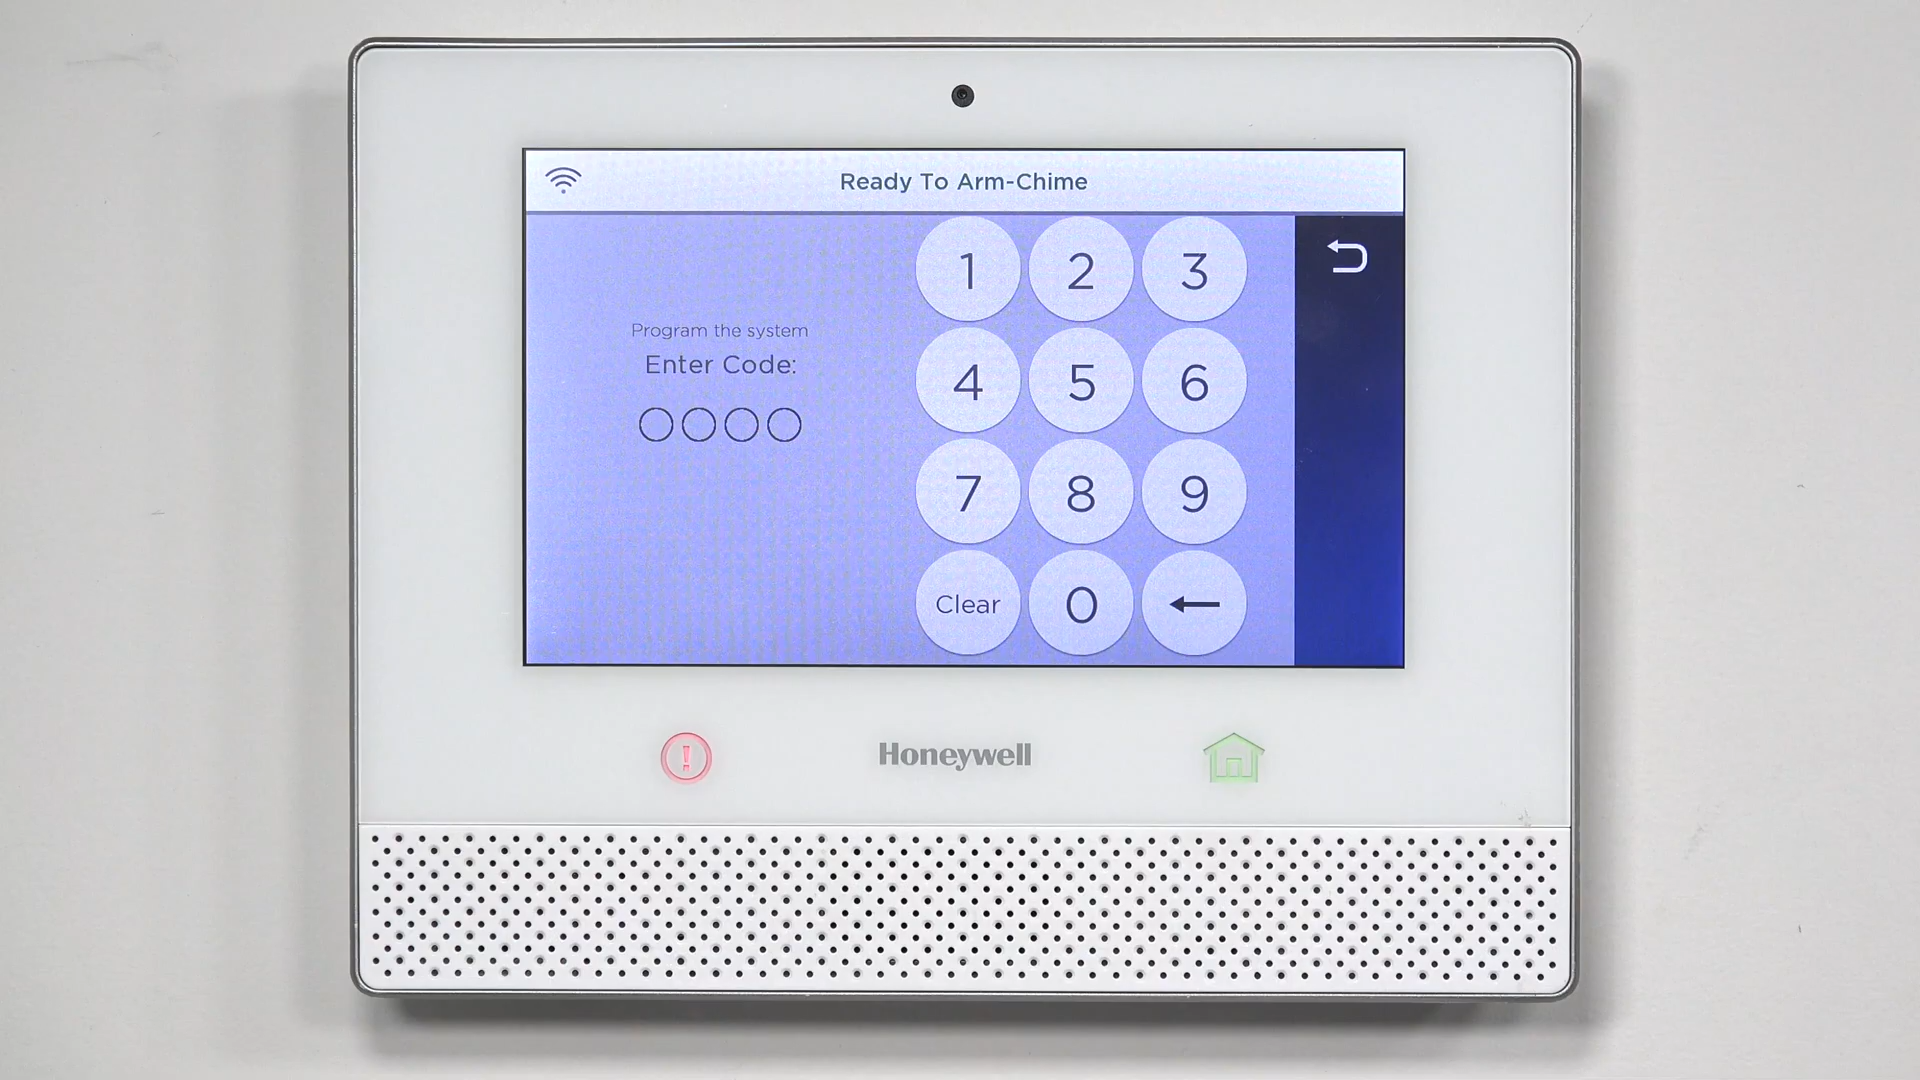 Ready To Arm-Chime
Program the system
Enter Code:
1 2 3
4 5 6
7 8 9
Clear 0
Honeywell